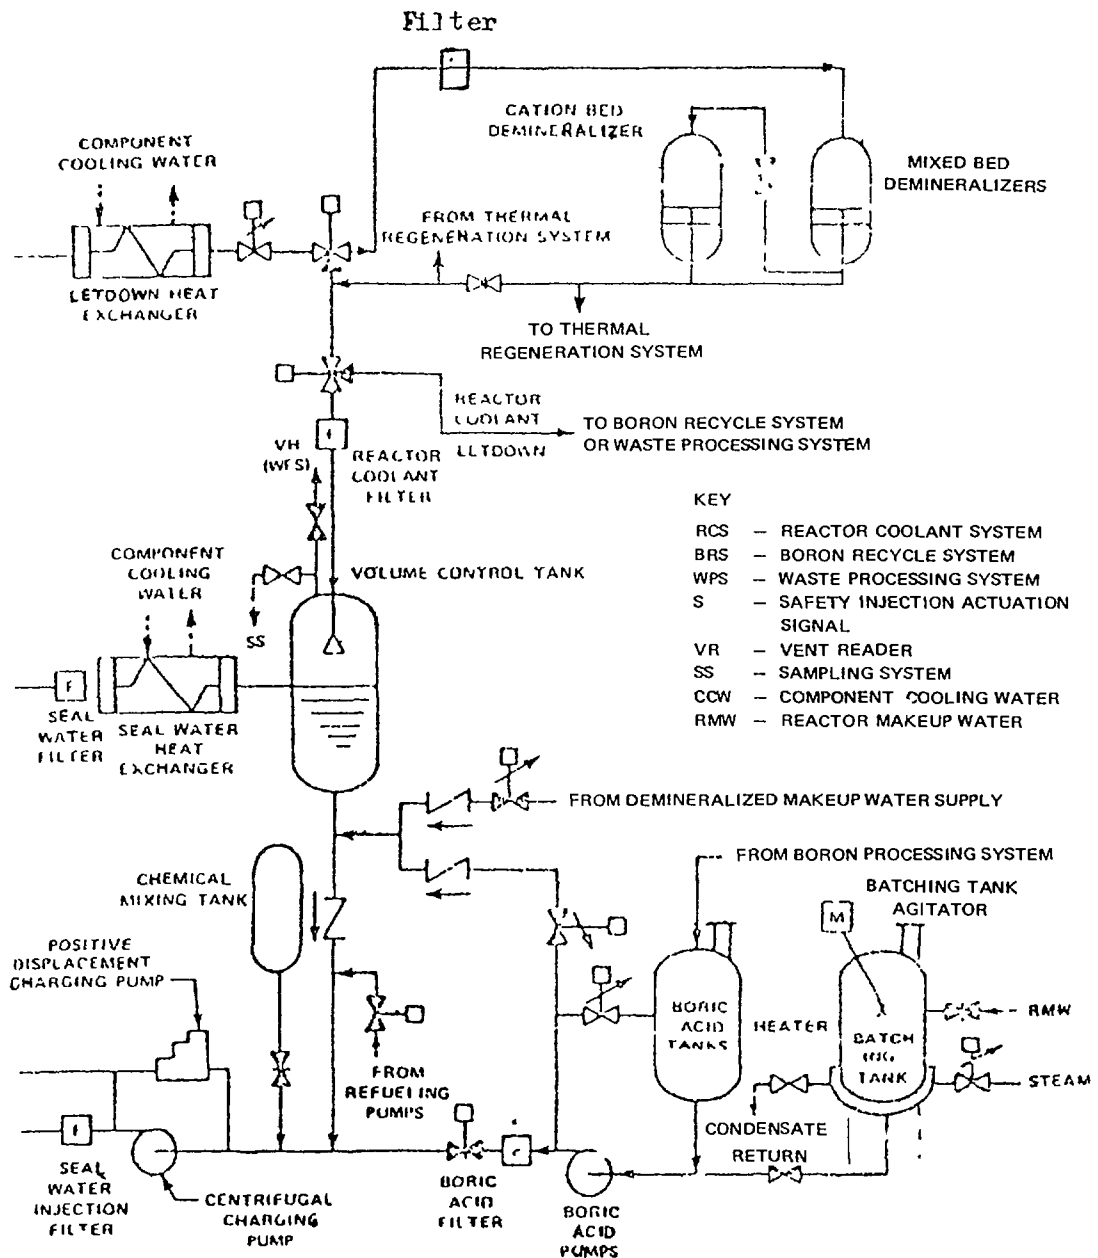 Filter
CATION BED
DEMINERALIZER
COMPONENT
COOLING WATER
MIXED BED
DEMINERALIZERS
FROM THERMAL
REGENERATION SYSTEM
LETDOWN HEAT
EXCHANGER
TO THERMAL
REGENERATION SYSTEM
REACTOR
COOLANT
LETDOWN
TO BORON RECYCLE SYSTEM
OR WASTE PROCESSING SYSTEM
VH
REACTOR
COOLANT
FILTER
KEY
RCS – REACTOR COOLANT SYSTEM
BRS – BORON RECYCLE SYSTEM
WPS – WASTE PROCESSING SYSTEM
S – SAFETY INJECTION ACTUATION
SIGNAL
VR – VENT READER
SS – SAMPLING SYSTEM
CCW – COMPONENT COOLING WATER
RMW – REACTOR MAKEUP WATER
COMPONENT
COOLING
WATER
VOLUME CONTROL TANK
SS
F
SEAL
WATER
FILTER
SEAL WATER
HEAT
EXCHANGER
FROM DEMINERALIZED MAKEUP WATER SUPPLY
FROM BORON PROCESSING SYSTEM
CHEMICAL
MIXING TANK
BATCHING TANK
AGITATOR
M
POSITIVE
DISPLACEMENT
CHARGING PUMP
BORIC
ACID
TANKS
HEATER
BATCH
ING
TANK
RMW
STEAM
FROM
REFUELING
PUMPS
CONDENSATE
RETURN
SEAL
WATER
INJECTION
FILTER
CENTRIFUGAL
CHARGING
PUMP
BORIC
ACID
FILTER
BORIC
ACID
PUMPS